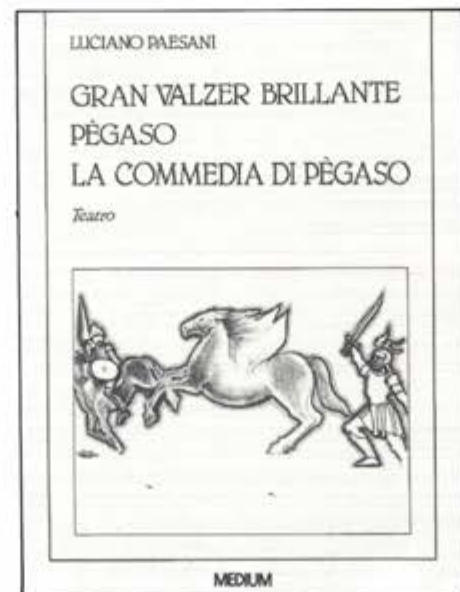 LUCIANO PAESANI
GRAN VALZER BRILLANTE
PÈGASO
LA COMMEDIA DI PÈGASO
Teatro
MEDIUM